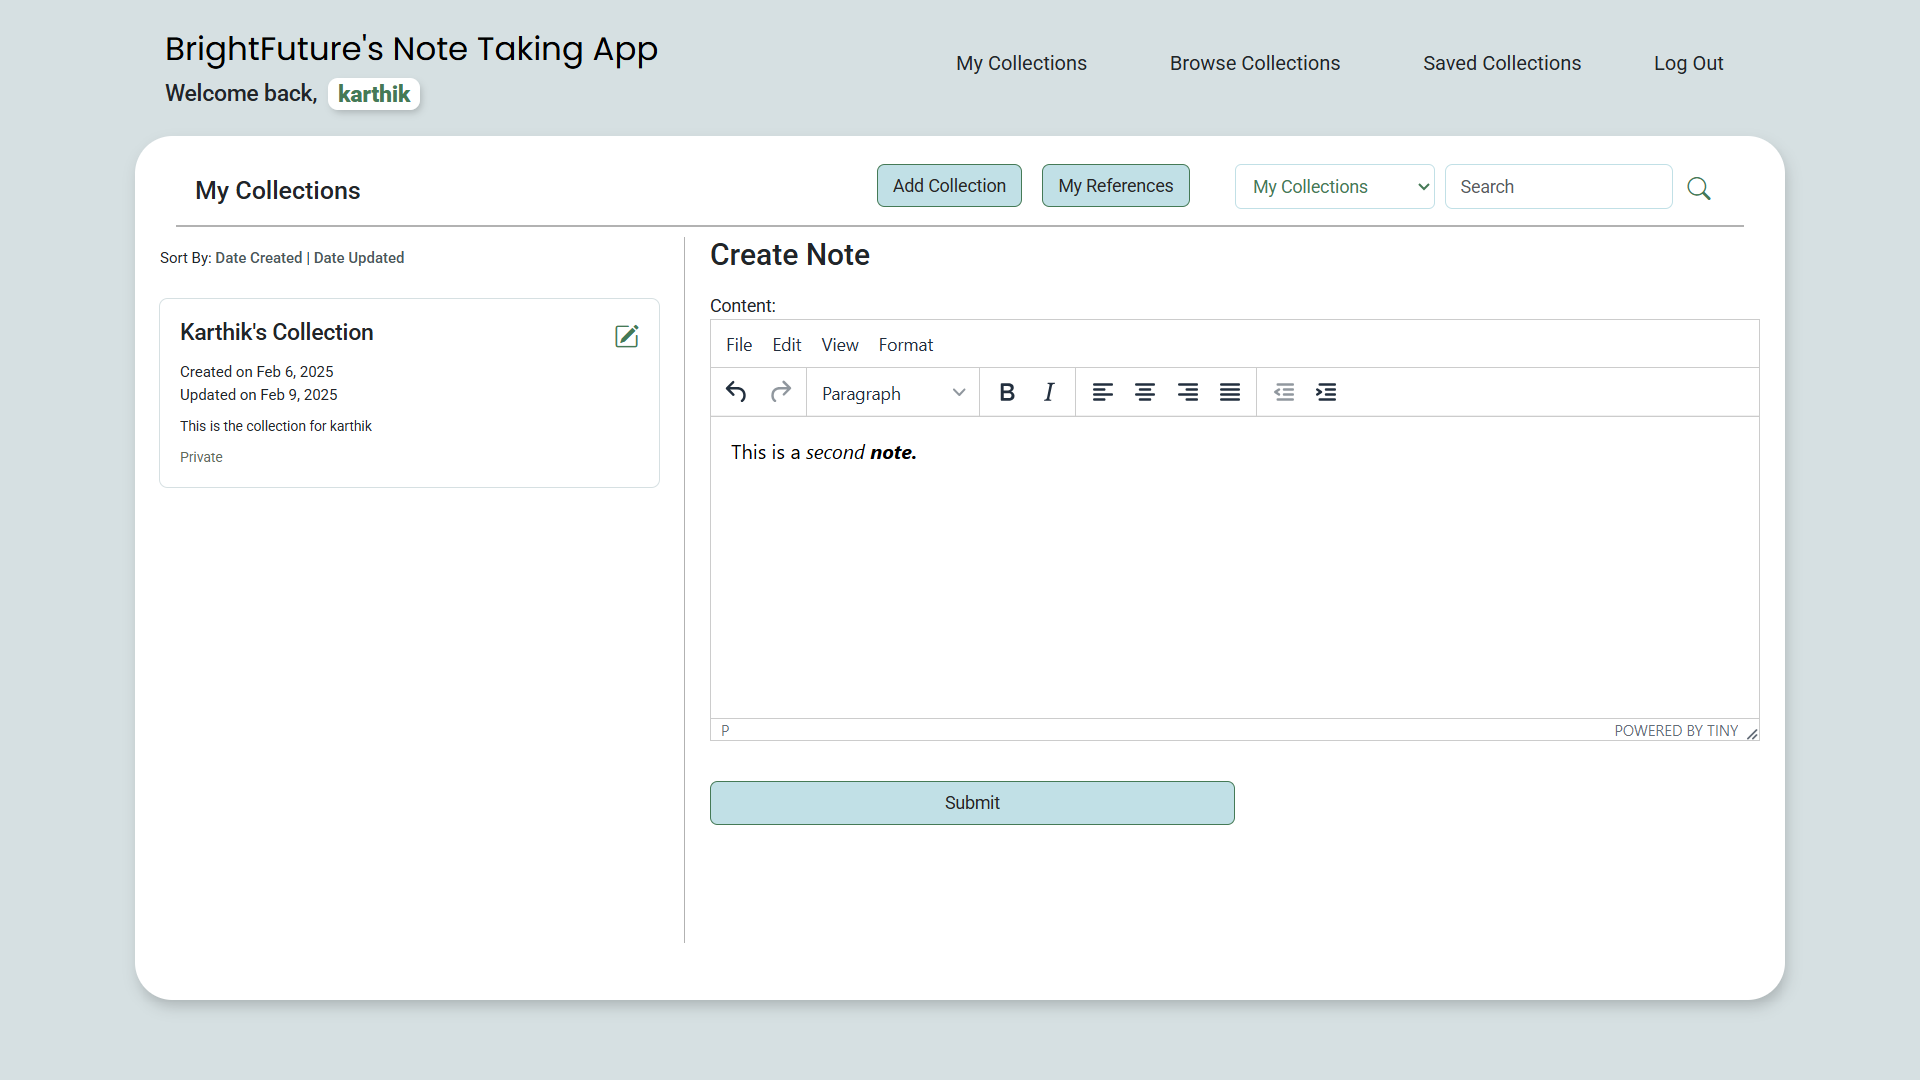 BrightFuture's Note Taking App
Welcome back, karthik
My Collections
Browse Collections
Saved Collections
Log Out
My Collections
Add Collection
My References
My Collections
Search
Sort By: Date Created | Date Updated
Karthik's Collection
Created on Feb 6, 2025
Updated on Feb 9, 2025
This is the collection for karthik
Private
Create Note
Content:
File Edit View Format
Paragraph B I
This is a second note.
P
POWERED BY TINY
Submit